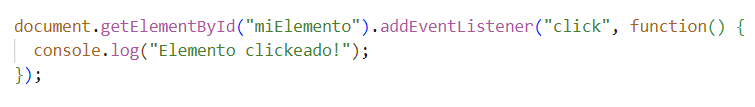 document.getElementById("miElemento").addEventListener("click", function() {
  console.log("Elemento clickeado!");
});